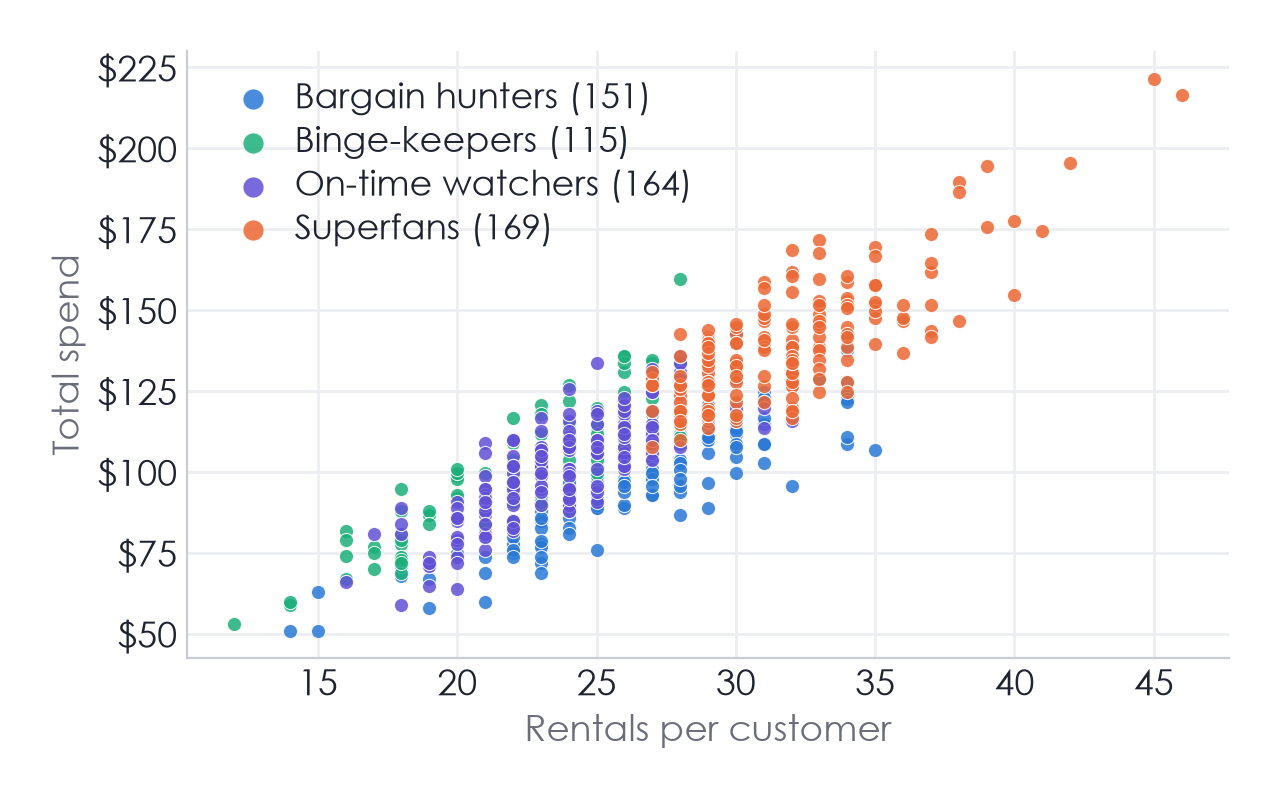 $225
$200
$175
$150
$125
$100
$75
$50
Total spend
Bargain hunters (151)
Binge-keepers (115)
On-time watchers (164)
Superfans (169)
15 20 25 30 35 40 45
Rentals per customer